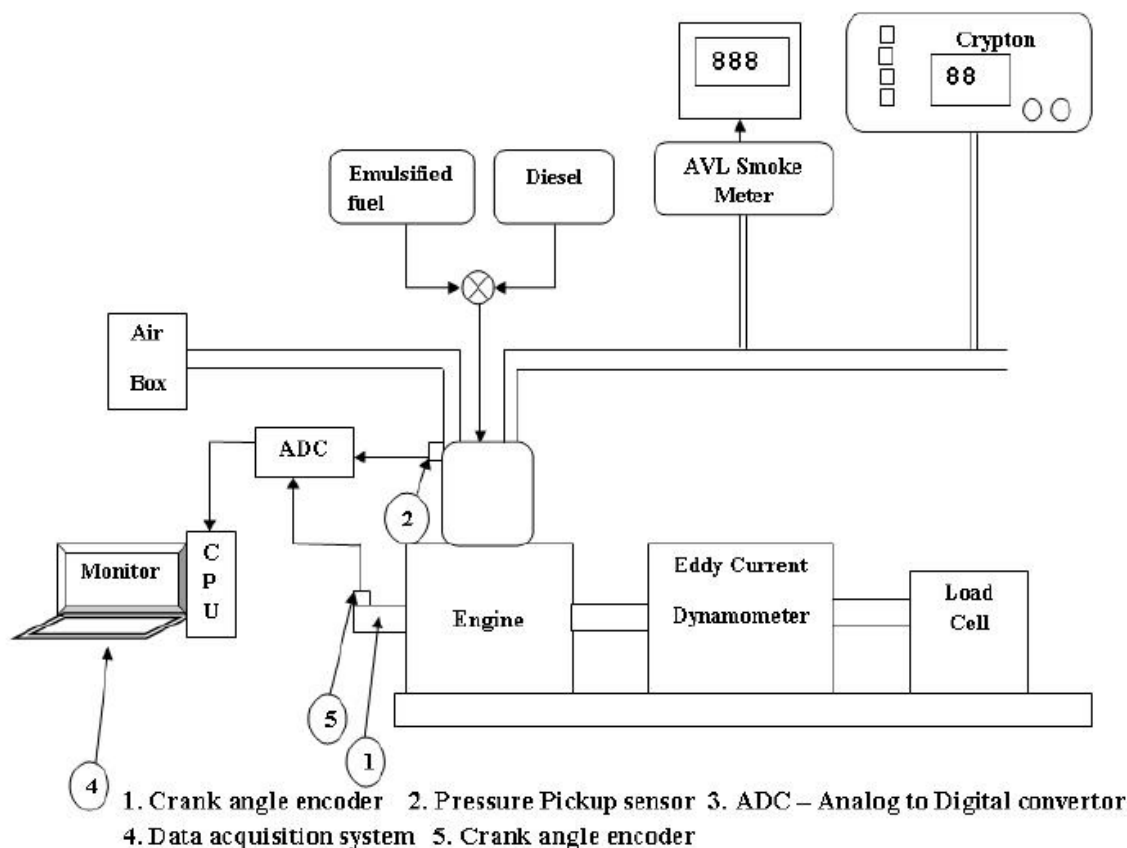 888
Crypton
88
AVL Smoke
Meter
Emulsified
fuel
Diesel
Air
Box
ADC
2
C
P
U
Monitor
Engine
Eddy Current
Dynamometer
Load
Cell
5
1
4
1. Crank angle encoder 2. Pressure Pickup sensor 3. ADC – Analog to Digital convertor
4. Data acquisition system 5. Crank angle encoder